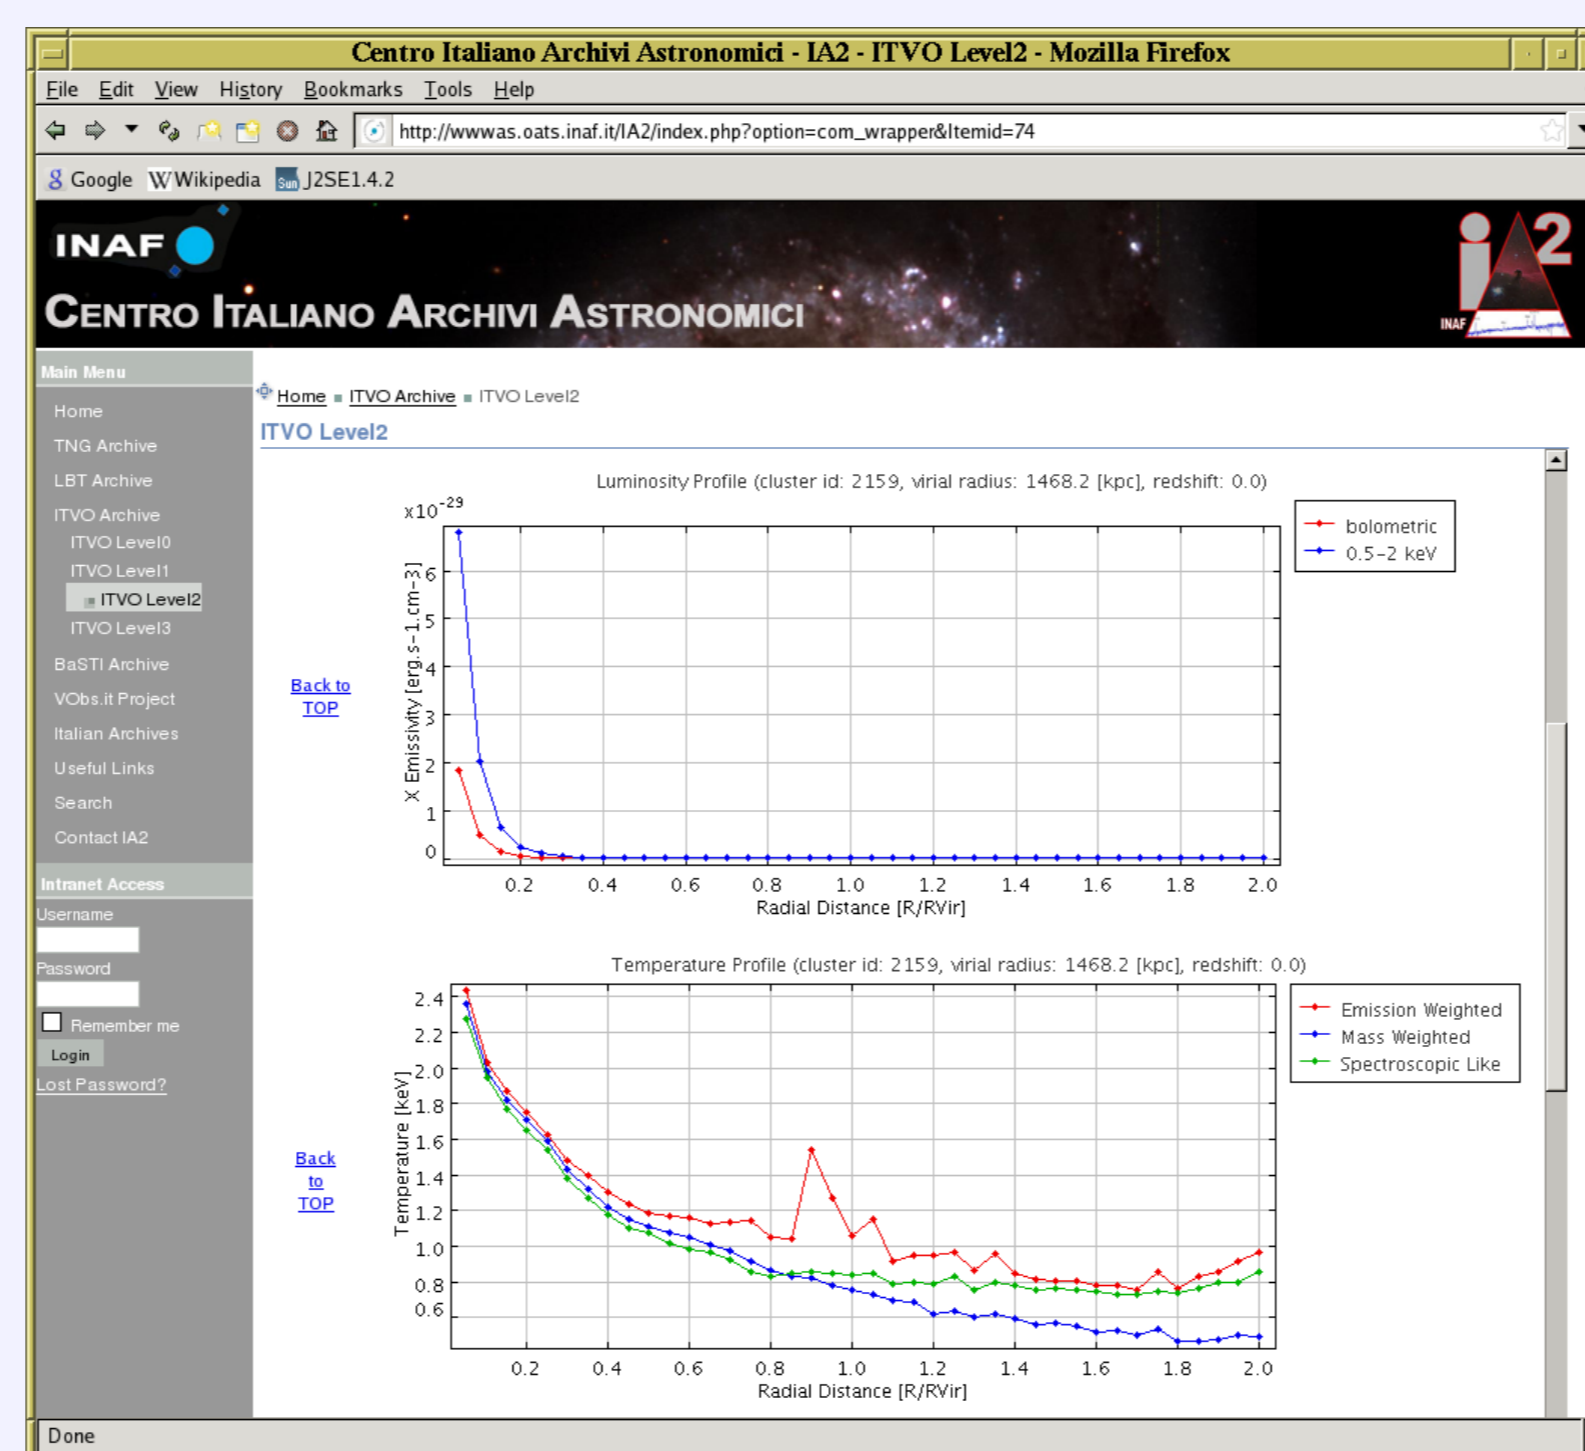 Centro Italiano Archivi Astronomici - IA2 - ITVO Level2 - Mozilla Firefox
File Edit View History Bookmarks Tools Help
http://wwwas.oats.inaf.it/IA2/index.php?option=com_wrapper&Itemid=74
Google Wikipedia J2SE1.4.2
INAF
CENTRO ITALIANO ARCHIVI ASTRONOMICI
iA2
INAF
Main Menu
Home
TNG Archive
LBT Archive
ITVO Archive
ITVO Level0
ITVO Level1
ITVO Level2
ITVO Level3
BaSTI Archive
VObs.it Project
Italian Archives
Useful Links
Search
Contact IA2
Intranet Access
Username
Password
Remember me
Login
Lost Password?
Home ITVO Archive ITVO Level2
ITVO Level2
Luminosity Profile (cluster id: 2159, virial radius: 1468.2 [kpc], redshift: 0.0)
x10-29
bolometric
0.5-2 keV
X Emissivity [erg.s-1.cm-3]
6
5
4
3
2
1
0
0.2 0.4 0.6 0.8 1.0 1.2 1.4 1.6 1.8 2.0
Radial Distance [R/RVir]
Back to
TOP
Temperature Profile (cluster id: 2159, virial radius: 1468.2 [kpc], redshift: 0.0)
Emission Weighted
Mass Weighted
Spectroscopic Like
Temperature [keV]
2.4
2.2
2.0
1.8
1.6
1.4
1.2
1.0
0.8
0.6
0.2 0.4 0.6 0.8 1.0 1.2 1.4 1.6 1.8 2.0
Radial Distance [R/RVir]
Back
to
TOP
Done